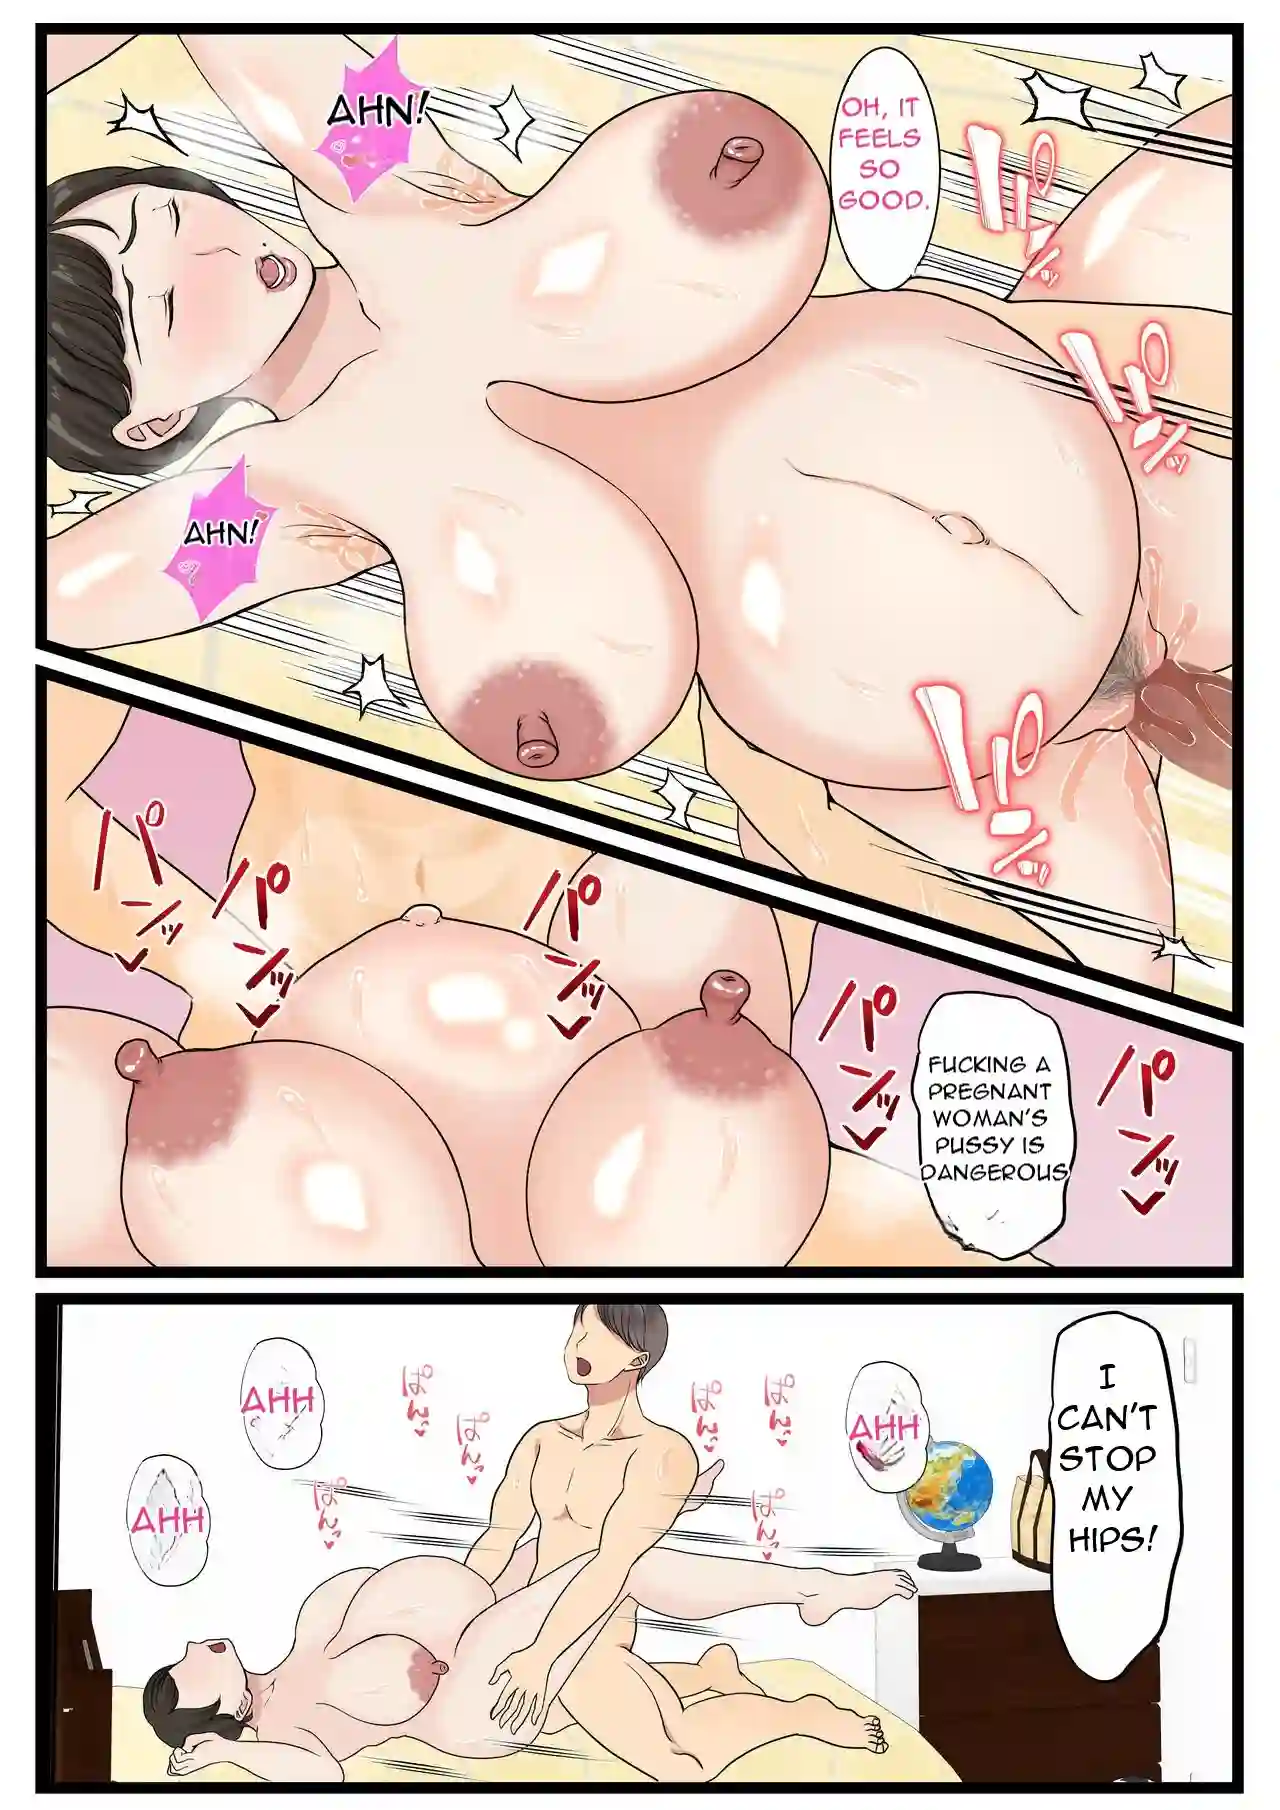 AHN!
OH, IT
FEELS
SO
GOOD.
パンッ
パンッ
AHN!
パンッ
パンッ
パンッ
パンッ
パンッ
FUCKING A
PREGNANT
WOMAN'S
PUSSY IS
DANGEROUS
パンッ
I
CAN'T
STOP
MY
HIPS!
AHH
ぱんっ
ぱんっ
ぱんっ
ぱんっ
AHH
AHH
ぱんっ
ぱんっ